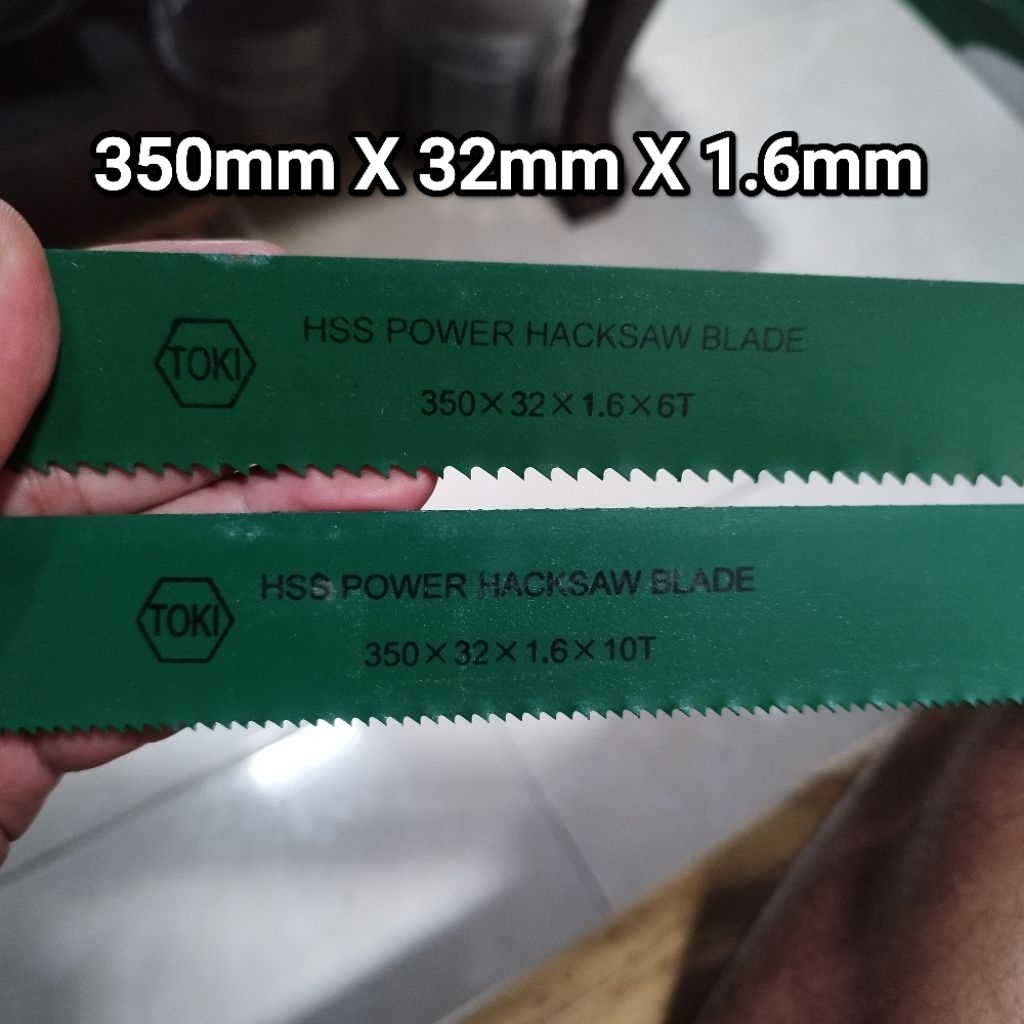 350mm X 32mm X 1.6mm
TOKI
HSS POWER HACKSAW BLADE
350×32×1.6×6T
TOKI
HSS POWER HACKSAW BLADE
350×32×1.6×10T